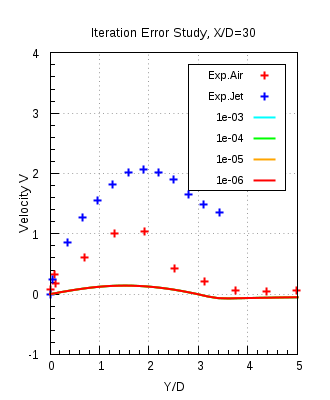 Iteration Error Study, X/D=30
4
3
2
1
0
-1
Velocity V
Exp.Air
Exp.Jet
1e-03
1e-04
1e-05
1e-06
0 1 2 3 4 5
Y/D